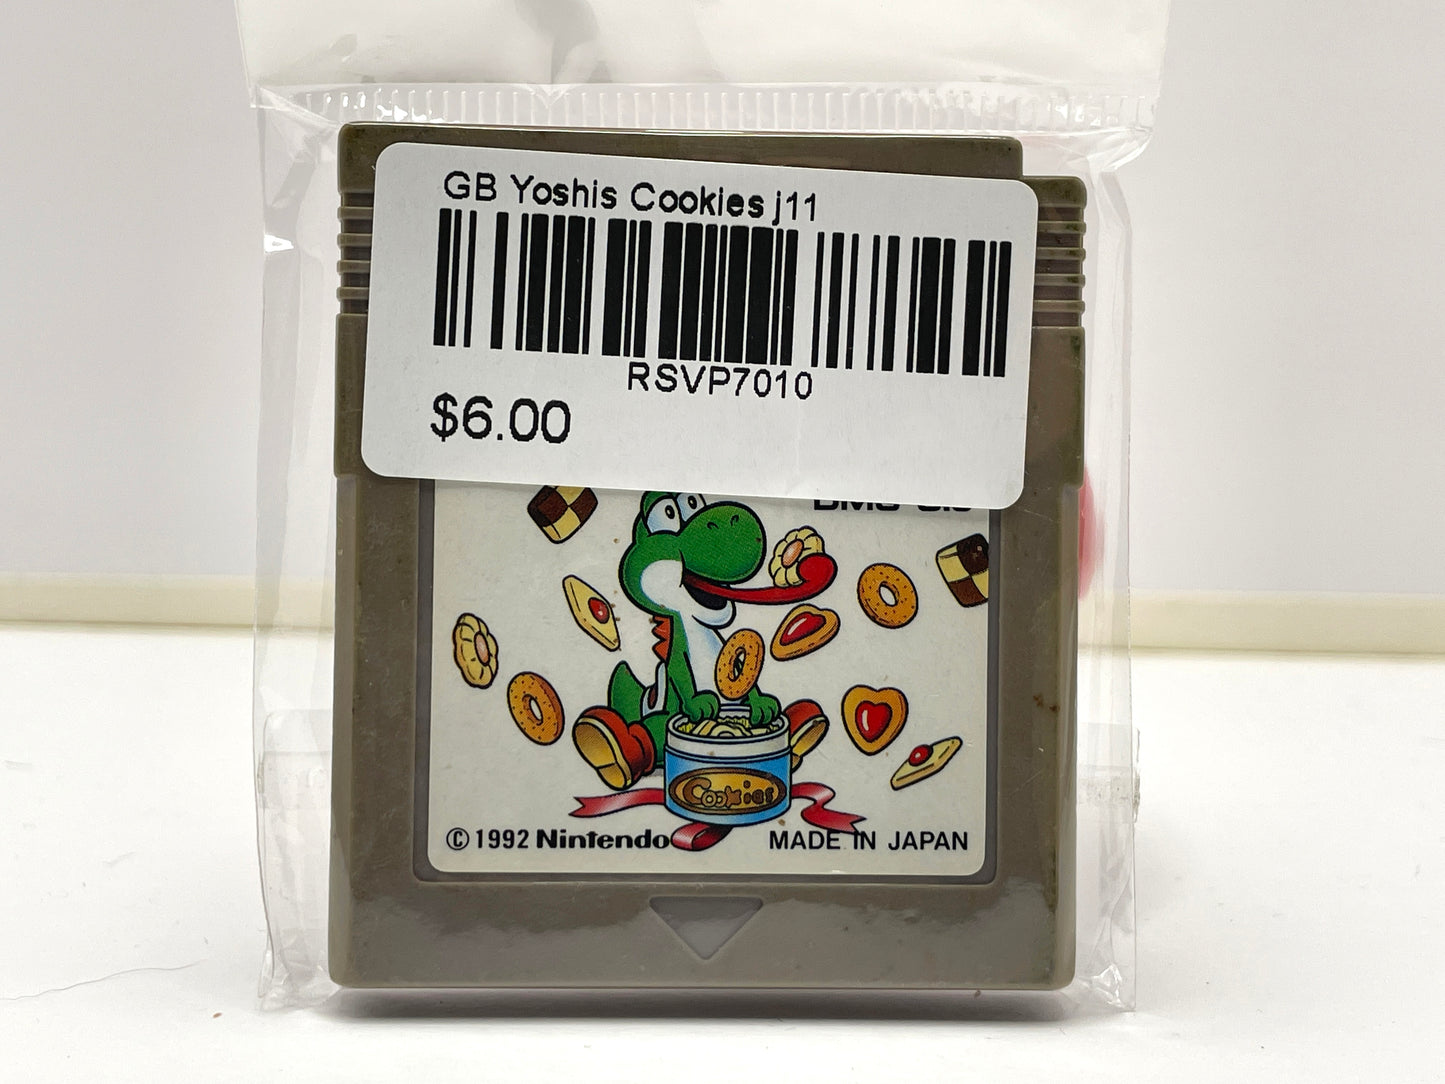 GB Yoshis Cookies j11
RSVP7010
$6.00
Cookies
© 1992 Nintendo MADE IN JAPAN